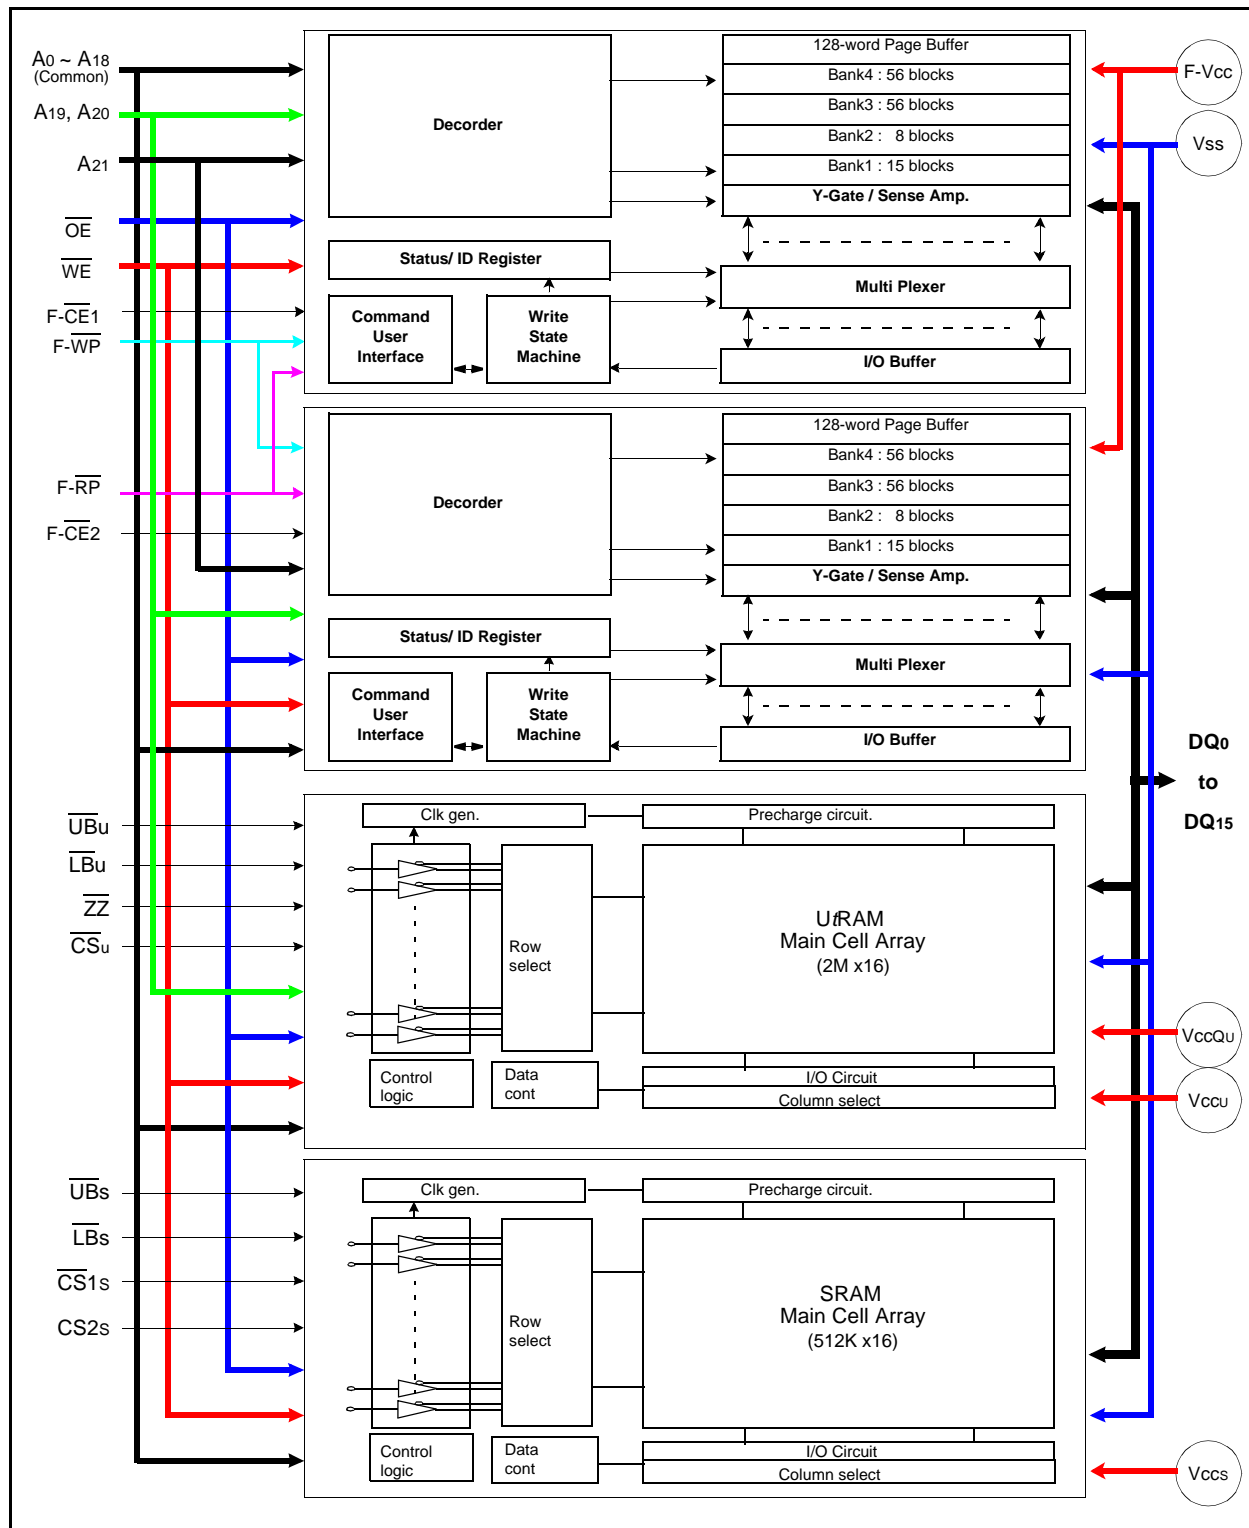 A0 ~ A18
(Common)
A19, A20
A21
OE
WE
F-CE1
F-WP
F-RP
F-CE2
UBu
LBu
ZZ
CSu
UBs
LBs
CS1s
CS2s
Decorder
128-word Page Buffer
Bank4 : 56 blocks
Bank3 : 56 blocks
Bank2 : 8 blocks
Bank1 : 15 blocks
Y-Gate / Sense Amp.
Status/ ID Register
Multi Plexer
Command
User
Interface
Write
State
Machine
I/O Buffer
Decorder
128-word Page Buffer
Bank4 : 56 blocks
Bank3 : 56 blocks
Bank2 : 8 blocks
Bank1 : 15 blocks
Y-Gate / Sense Amp.
Status/ ID Register
Multi Plexer
Command
User
Interface
Write
State
Machine
I/O Buffer
Clk gen.
Precharge circuit.
Row
select
UtRAM
Main Cell Array
(2M x16)
Control
logic
Data
cont
I/O Circuit
Column select
Clk gen.
Precharge circuit.
Row
select
SRAM
Main Cell Array
(512K x16)
Control
logic
Data
cont
I/O Circuit
Column select
F-Vcc
Vss
DQ0
to
DQ15
VccQU
VccU
Vccs